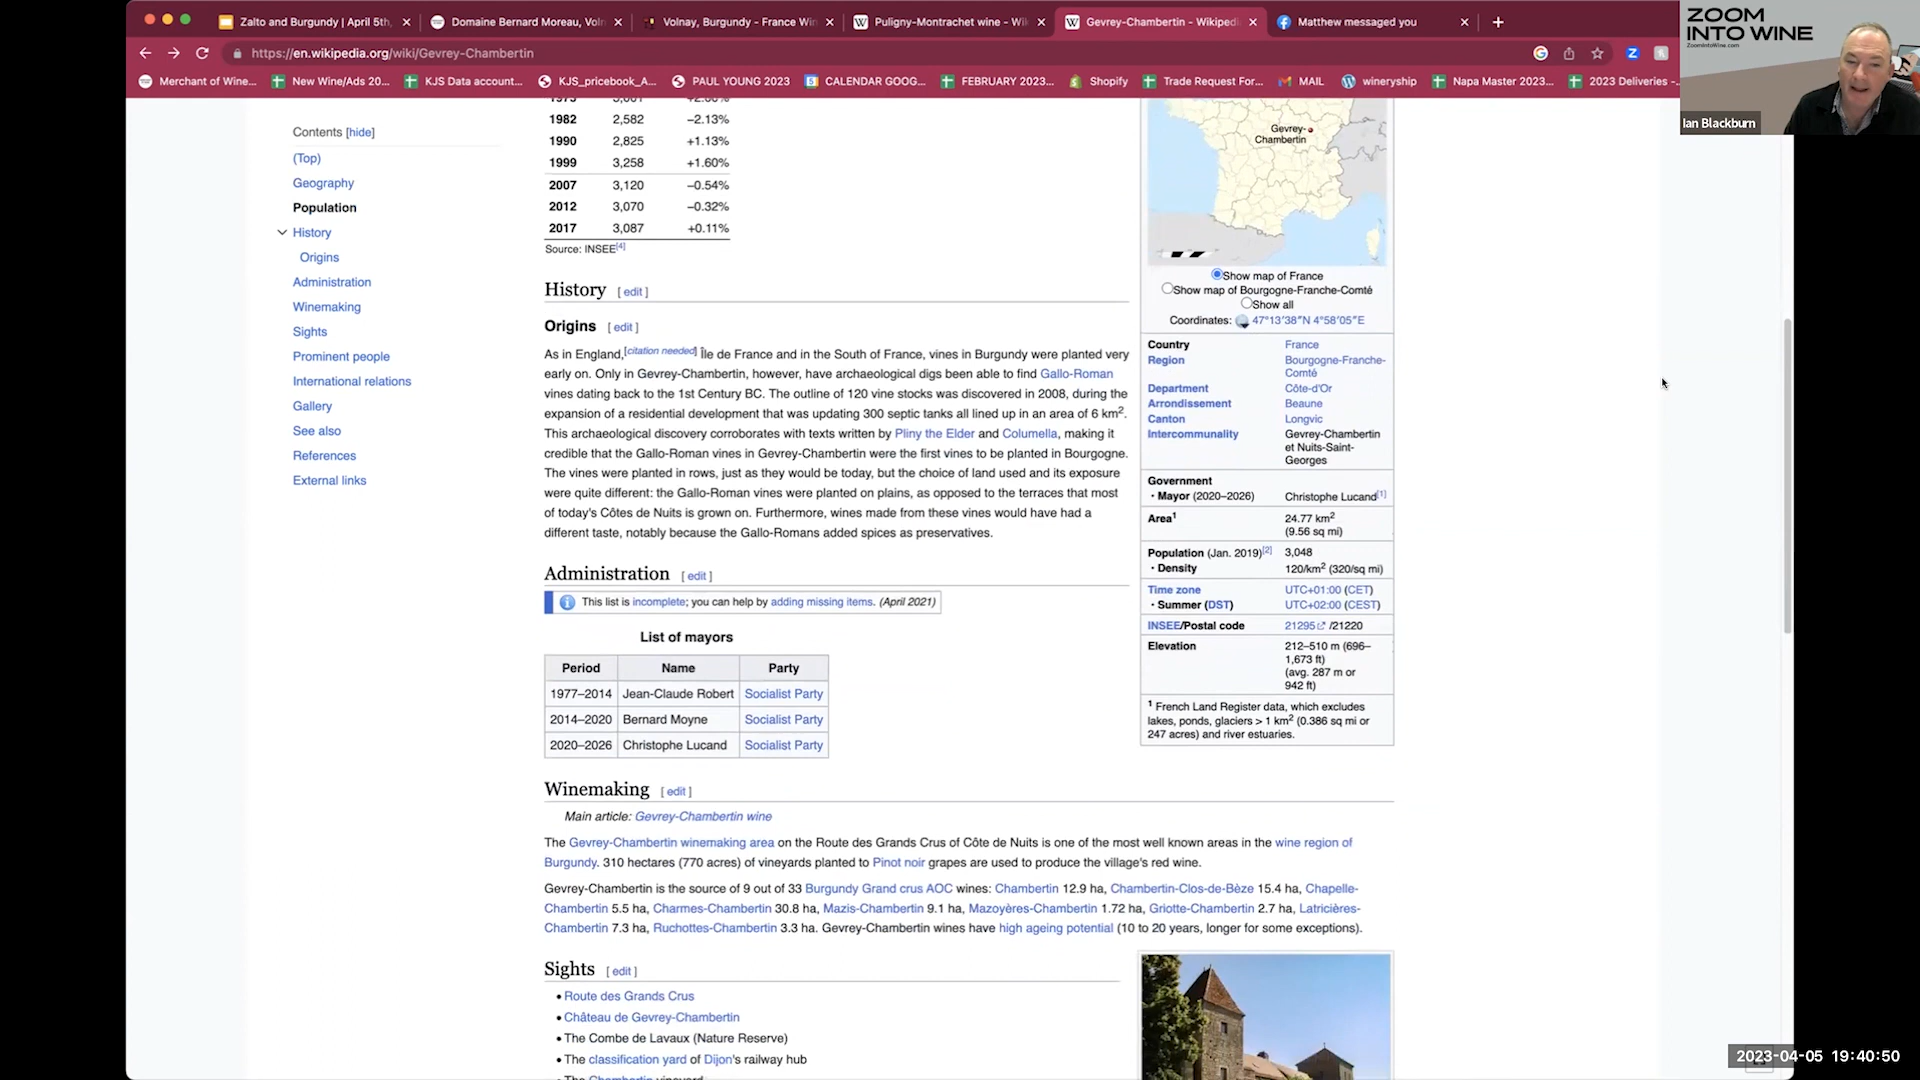 Zalto and Burgundy | April 5th,
Domaine Bernard Moreau, Voln
Volnay, Burgundy - France Win
Puligny-Montrachet wine - Wik
Gevrey-Chambertin - Wikipedi
Matthew messaged you
https://en.wikipedia.org/wiki/Gevrey-Chambertin
Merchant of Wine...
New Wine/Ads 20...
KJS Data account...
KJS_pricebook_A...
PAUL YOUNG 2023
CALENDAR GOOG...
FEBRUARY 2023...
Shopify
Trade Request For...
MAIL
wineryship
Napa Master 2023...
2023 Deliveries -...
ZOOM
INTO WINE
ZoomIntoWine.com
Ian Blackburn
Contents [hide]
(Top)
Geography
Population
History
Origins
Administration
Winemaking
Sights
Prominent people
International relations
Gallery
See also
References
External links
1982 2,582 −2.13%
1990 2,825 +1.13%
1999 3,258 +1.60%
2007 3,120 −0.54%
2012 3,070 −0.32%
2017 3,087 +0.11%
Source: INSEE[4]
History [ edit ]
Origins [ edit ]
As in England,[citation needed] Île de France and in the South of France, vines in Burgundy were planted very
early on. Only in Gevrey-Chambertin, however, have archaeological digs been able to find Gallo-Roman
vines dating back to the 1st Century BC. The outline of 120 vine stocks was discovered in 2008, during the
expansion of a residential development that was updating 300 septic tanks all lined up in an area of 6 km2.
This archaeological discovery corroborates with texts written by Pliny the Elder and Columella, making it
credible that the Gallo-Roman vines in Gevrey-Chambertin were the first vines to be planted in Bourgogne.
The vines were planted in rows, just as they would be today, but the choice of land used and its exposure
were quite different: the Gallo-Roman vines were planted on plains, as opposed to the terraces that most
of today's Côtes de Nuits is grown on. Furthermore, wines made from these vines would have had a
different taste, notably because the Gallo-Romans added spices as preservatives.
Administration [ edit ]
This list is incomplete; you can help by adding missing items. (April 2021)
List of mayors
Period Name Party
1977–2014 Jean-Claude Robert Socialist Party
2014–2020 Bernard Moyne Socialist Party
2020–2026 Christophe Lucand Socialist Party
Winemaking [ edit ]
Main article: Gevrey-Chambertin wine
The Gevrey-Chambertin winemaking area on the Route des Grands Crus of Côte de Nuits is one of the most well known areas in the wine region of
Burgundy. 310 hectares (770 acres) of vineyards planted to Pinot noir grapes are used to produce the village's red wine.
Gevrey-Chambertin is the source of 9 out of 33 Burgundy Grand crus AOC wines: Chambertin 12.9 ha, Chambertin-Clos-de-Bèze 15.4 ha, Chapelle-
Chambertin 5.5 ha, Charmes-Chambertin 30.8 ha, Mazis-Chambertin 9.1 ha, Mazoyères-Chambertin 1.72 ha, Griotte-Chambertin 2.7 ha, Latricières-
Chambertin 7.3 ha, Ruchottes-Chambertin 3.3 ha. Gevrey-Chambertin wines have high ageing potential (10 to 20 years, longer for some exceptions).
Sights [ edit ]
• Route des Grands Crus
• Château de Gevrey-Chambertin
• The Combe de Lavaux (Nature Reserve)
• The classification yard of Dijon's railway hub
• The Chambertin vineyard
Gevrey-
Chambertin
Show map of France
Show map of Bourgogne-Franche-Comté
Show all
Coordinates: 47°13′38″N 4°58′05″E
Country France
Region Bourgogne-Franche-
Comté
Department Côte-d'Or
Arrondissement Beaune
Canton Longvic
Intercommunality Gevrey-Chambertin
et Nuits-Saint-
Georges
Government
• Mayor (2020–2026) Christophe Lucand[1]
Area1 24.77 km2
(9.56 sq mi)
Population (Jan. 2019)[2] 3,048
• Density 120/km2 (320/sq mi)
Time zone UTC+01:00 (CET)
• Summer (DST) UTC+02:00 (CEST)
INSEE/Postal code 21295 /21220
Elevation 212–510 m (696–
1,673 ft)
(avg. 287 m or
942 ft)
1 French Land Register data, which excludes
lakes, ponds, glaciers > 1 km2 (0.386 sq mi or
247 acres) and river estuaries.
2023-04-05 19:40:50